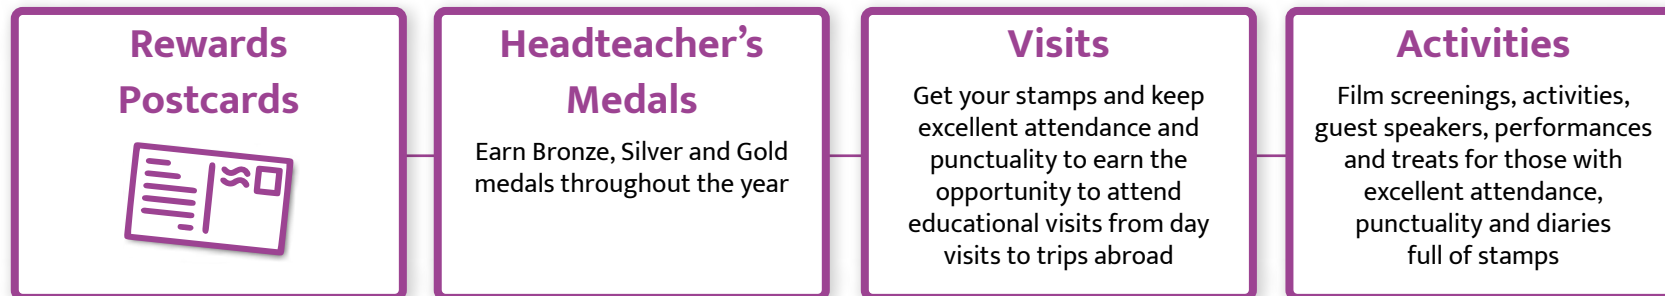 Rewards
Postcards
Headteacher’s
Medals
Earn Bronze, Silver and Gold
medals throughout the year
Visits
Get your stamps and keep
excellent attendance and
punctuality to earn the
opportunity to attend
educational visits from day
visits to trips abroad
Activities
Film screenings, activities,
guest speakers, performances
and treats for those with
excellent attendance,
punctuality and diaries
full of stamps